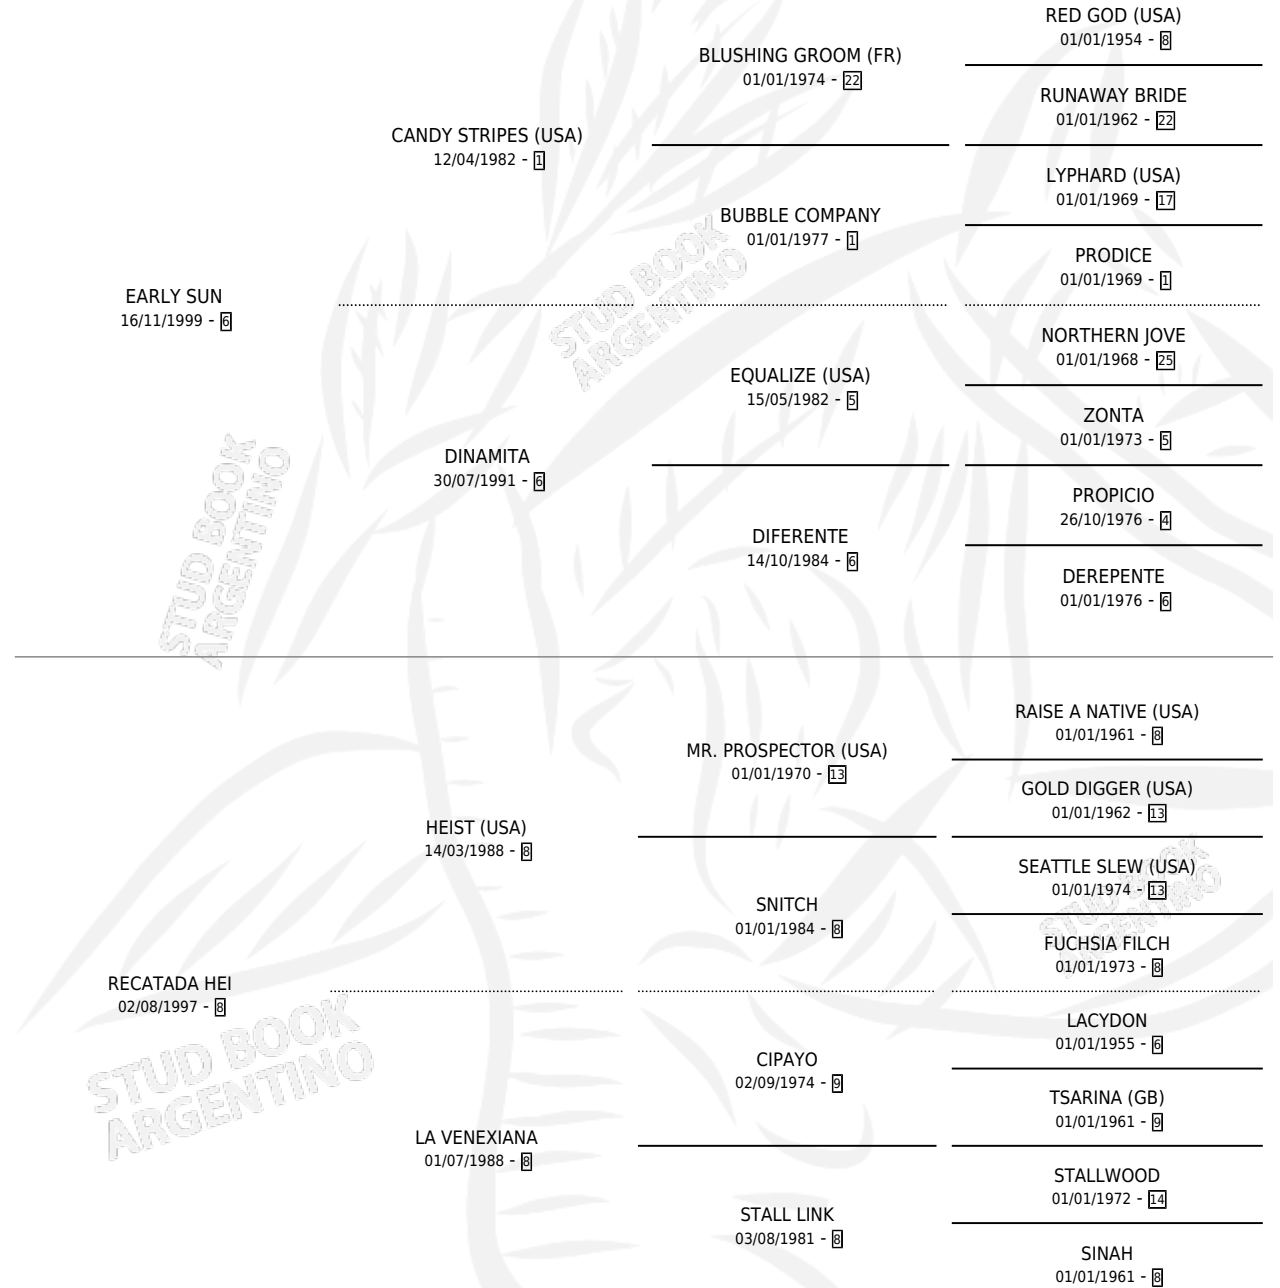 RED GOD (USA)
01/01/1954 - 8
BLUSHING GROOM (FR)
01/01/1974 - 22
RUNAWAY BRIDE
01/01/1962 - 22
CANDY STRIPES (USA)
12/04/1982 - 1
LYPHARD (USA)
01/01/1969 - 17
BUBBLE COMPANY
01/01/1977 - 1
PRODICE
01/01/1969 - 1
EARLY SUN
16/11/1999 - 6
STUD BOOK
ARGENTINO
NORTHERN JOVE
01/01/1968 - 25
EQUALIZE (USA)
15/05/1982 - 5
ZONTA
01/01/1973 - 5
DINAMITA
30/07/1991 - 6
PROPICIO
26/10/1976 - 4
DIFERENTE
14/10/1984 - 6
DEREPENTE
01/01/1976 - 6
STUD BOOK
ARGENTINO
RAISE A NATIVE (USA)
01/01/1961 - 8
MR. PROSPECTOR (USA)
01/01/1970 - 13
GOLD DIGGER (USA)
01/01/1962 - 13
HEIST (USA)
14/03/1988 - 8
SEATTLE SLEW (USA)
01/01/1974 - 13
STUD BOOK
ARGENTINO
SNITCH
01/01/1984 - 8
FUCHSIA FILCH
01/01/1973 - 8
RECATADA HEI
02/08/1997 - 8
STUD BOOK
ARGENTINO
LACYDON
01/01/1955 - 6
CIPAYO
02/09/1974 - 9
TSARINA (GB)
01/01/1961 - 9
LA VENEXIANA
01/07/1988 - 8
STALLWOOD
01/01/1972 - 14
STALL LINK
03/08/1981 - 8
SINAH
01/01/1961 - 8